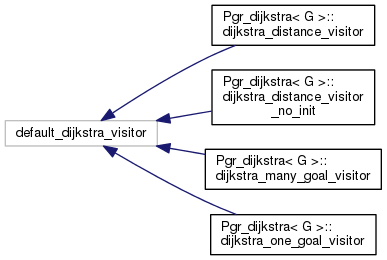 Pgr_dijkstra< G >::
dijkstra_distance_visitor
Pgr_dijkstra< G >::
dijkstra_distance_visitor
_no_init
default_dijkstra_visitor
Pgr_dijkstra< G >::
dijkstra_many_goal_visitor
Pgr_dijkstra< G >::
dijkstra_one_goal_visitor